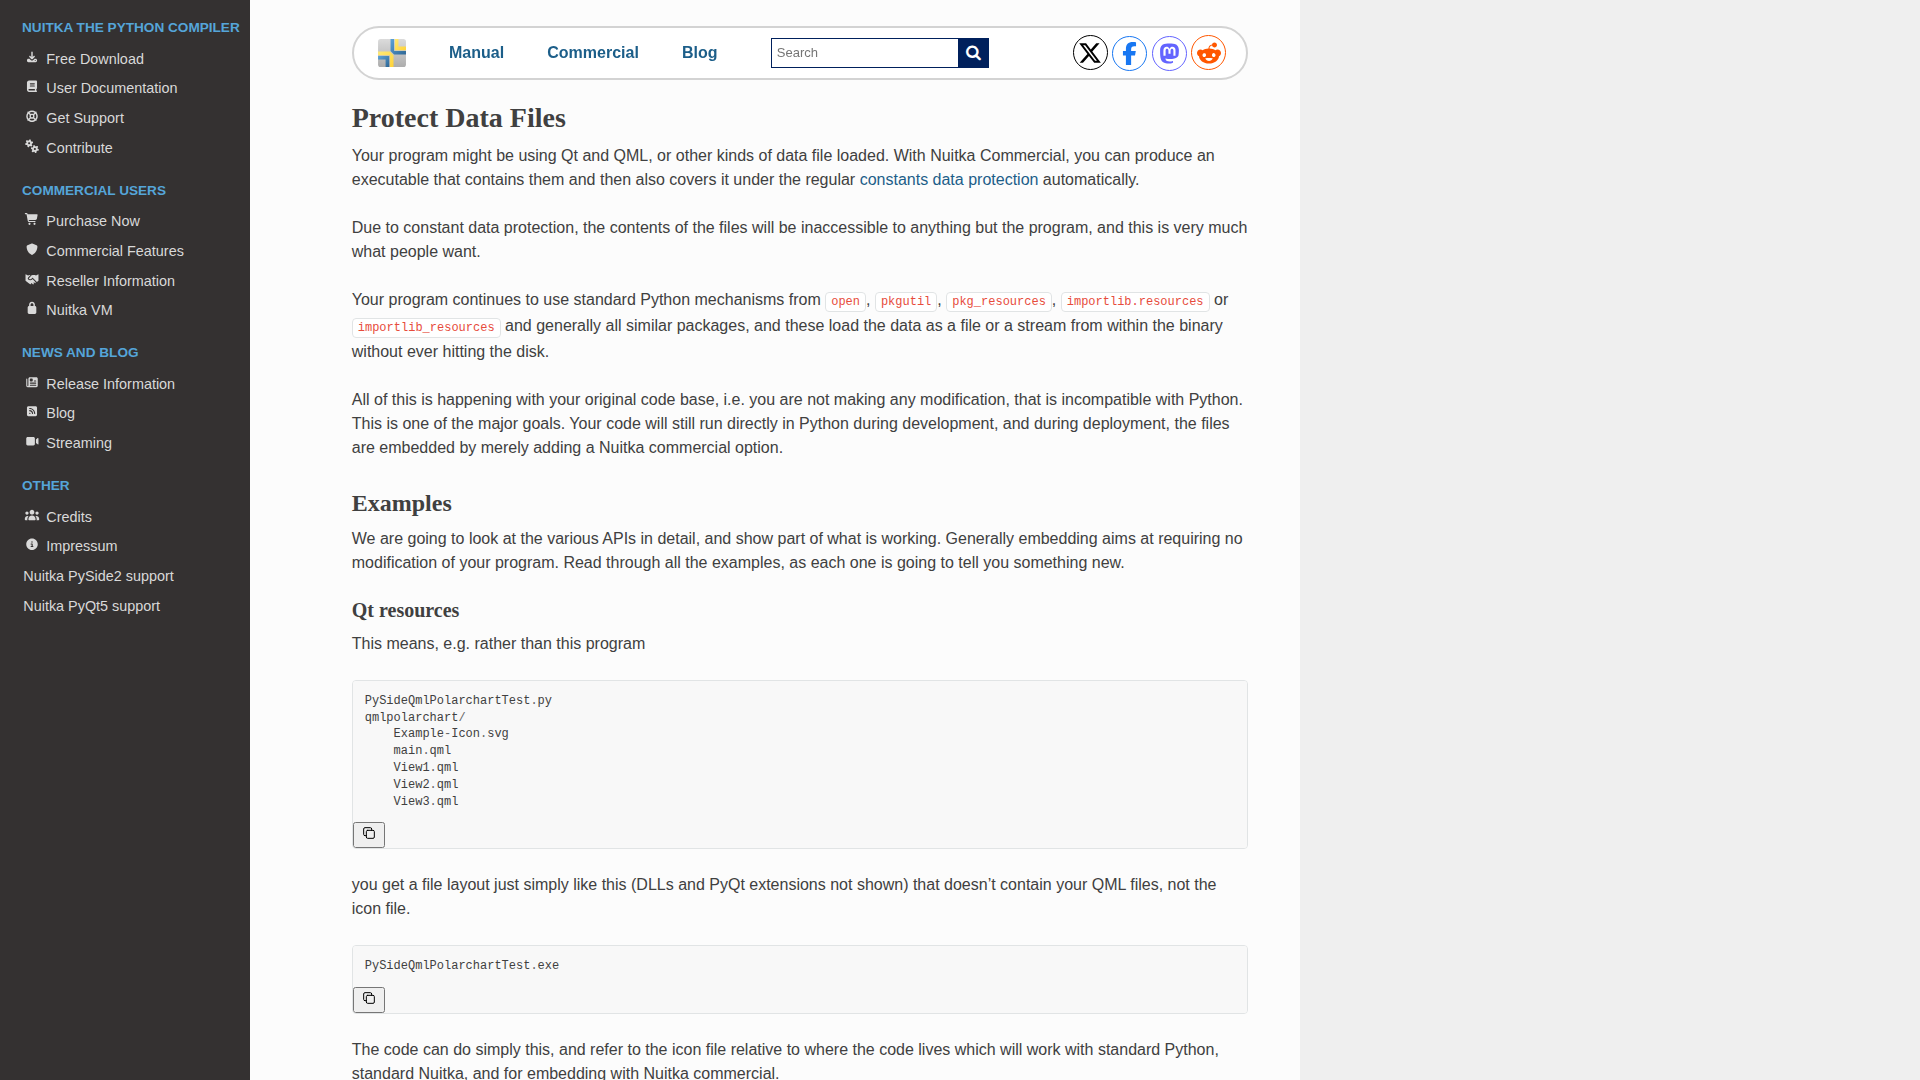 NUITKA THE PYTHON COMPILER
Free Download
User Documentation
Get Support
Contribute
COMMERCIAL USERS
Purchase Now
Commercial Features
Reseller Information
Nuitka VM
NEWS AND BLOG
Release Information
Blog
Streaming
OTHER
Credits
Impressum
Nuitka PySide2 support
Nuitka PyQt5 support
Manual Commercial Blog Search
Protect Data Files
Your program might be using Qt and QML, or other kinds of data file loaded. With Nuitka Commercial, you can produce an
executable that contains them and then also covers it under the regular constants data protection automatically.
Due to constant data protection, the contents of the files will be inaccessible to anything but the program, and this is very much
what people want.
Your program continues to use standard Python mechanisms from open, pkgutil, pkg_resources, importlib.resources or
importlib_resources and generally all similar packages, and these load the data as a file or a stream from within the binary
without ever hitting the disk.
All of this is happening with your original code base, i.e. you are not making any modification, that is incompatible with Python.
This is one of the major goals. Your code will still run directly in Python during development, and during deployment, the files
are embedded by merely adding a Nuitka commercial option.
Examples
We are going to look at the various APIs in detail, and show part of what is working. Generally embedding aims at requiring no
modification of your program. Read through all the examples, as each one is going to tell you something new.
Qt resources
This means, e.g. rather than this program
PySideQmlPolarchartTest.py
qmlpolarchart/
Example-Icon.svg
main.qml
View1.qml
View2.qml
View3.qml
you get a file layout just simply like this (DLLs and PyQt extensions not shown) that doesn’t contain your QML files, not the
icon file.
PySideQmlPolarchartTest.exe
The code can do simply this, and refer to the icon file relative to where the code lives which will work with standard Python,
standard Nuitka, and for embedding with Nuitka commercial.